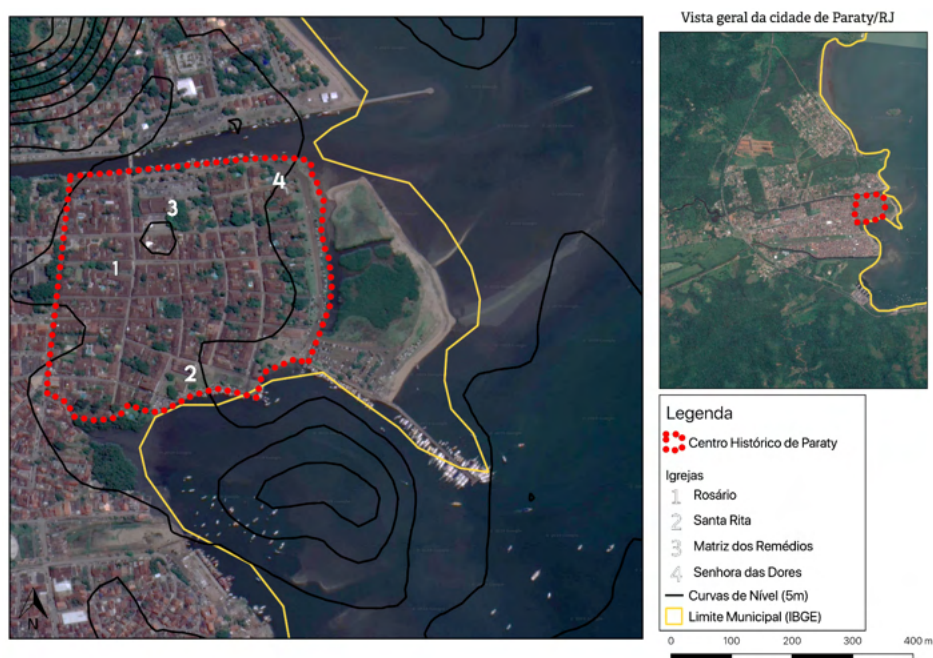 Vista geral da cidade de Paraty/RJ
4
3
1
2
N
Legenda
Centro Histórico de Paraty
Igrejas
1 Rosário
2 Santa Rita
3 Matriz dos Remédios
4 Senhora das Dores
Curvas de Nível (5m)
Limite Municipal (IBGE)
0 100 200 300 400 m